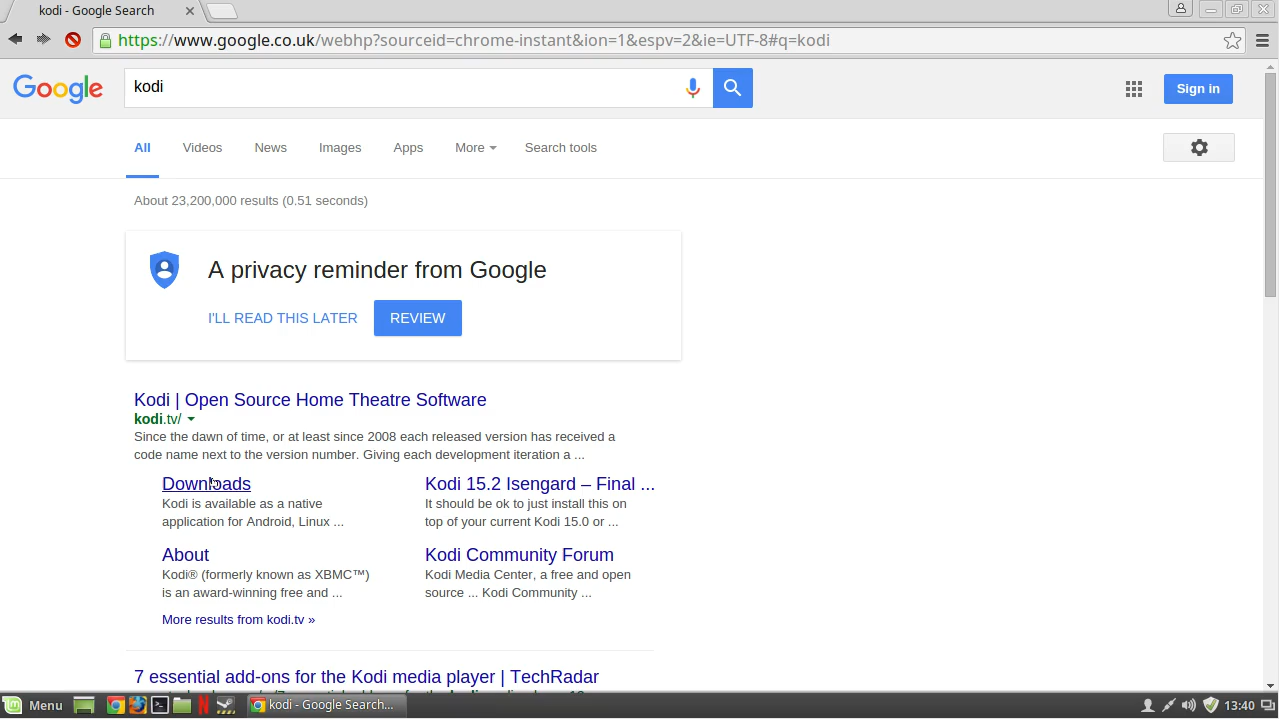 kodi - Google Search
https://www.google.co.uk/webhp?sourceid=chrome-instant&ion=1&espv=2&ie=UTF-8#q=kodi
Google
kodi
Sign in
All Videos News Images Apps More Search tools
About 23,200,000 results (0.51 seconds)
A privacy reminder from Google
I'LL READ THIS LATER REVIEW
Kodi | Open Source Home Theatre Software
kodi.tv/
Since the dawn of time, or at least since 2008 each released version has received a
code name next to the version number. Giving each development iteration a ...
Downloads
Kodi is available as a native
application for Android, Linux ...
Kodi 15.2 Isengard – Final ...
It should be ok to just install this on
top of your current Kodi 15.0 or ...
About
Kodi® (formerly known as XBMC™)
is an award-winning free and ...
Kodi Community Forum
Kodi Media Center, a free and open
source ... Kodi Community ...
More results from kodi.tv »
7 essential add-ons for the Kodi media player | TechRadar
Menu kodi - Google Search... 13:40